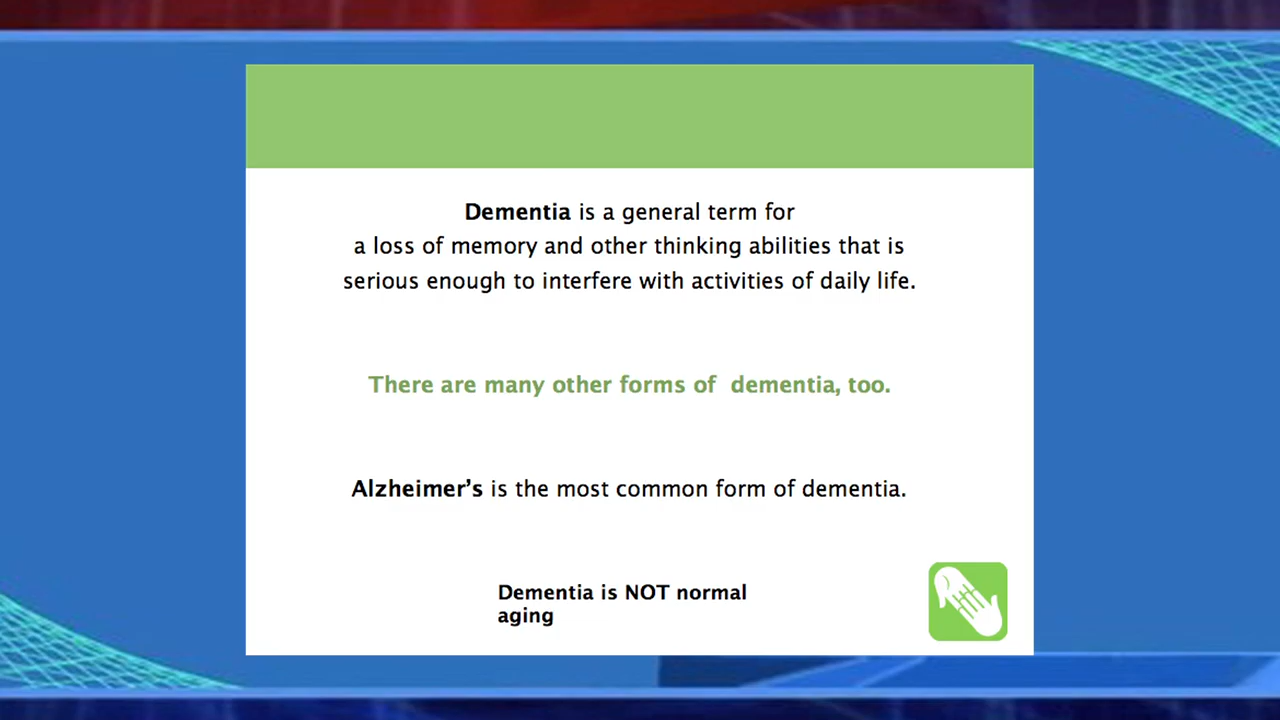 Dementia is a general term for
a loss of memory and other thinking abilities that is
serious enough to interfere with activities of daily life.
There are many other forms of  dementia, too.
Alzheimer’s is the most common form of dementia.
Dementia is NOT normal
aging